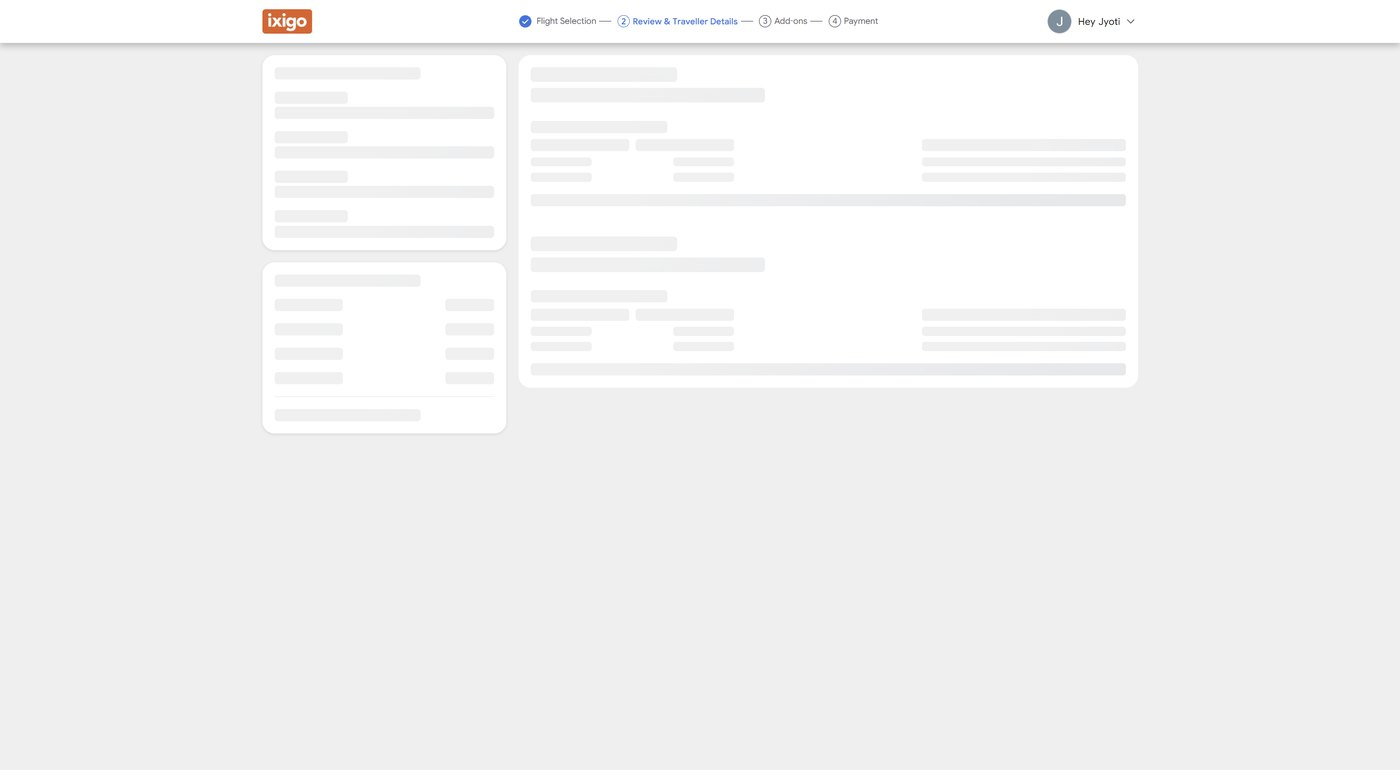 ixigo
Flight Selection
2 Review & Traveller Details
3 Add-ons
4 Payment
J Hey Jyoti